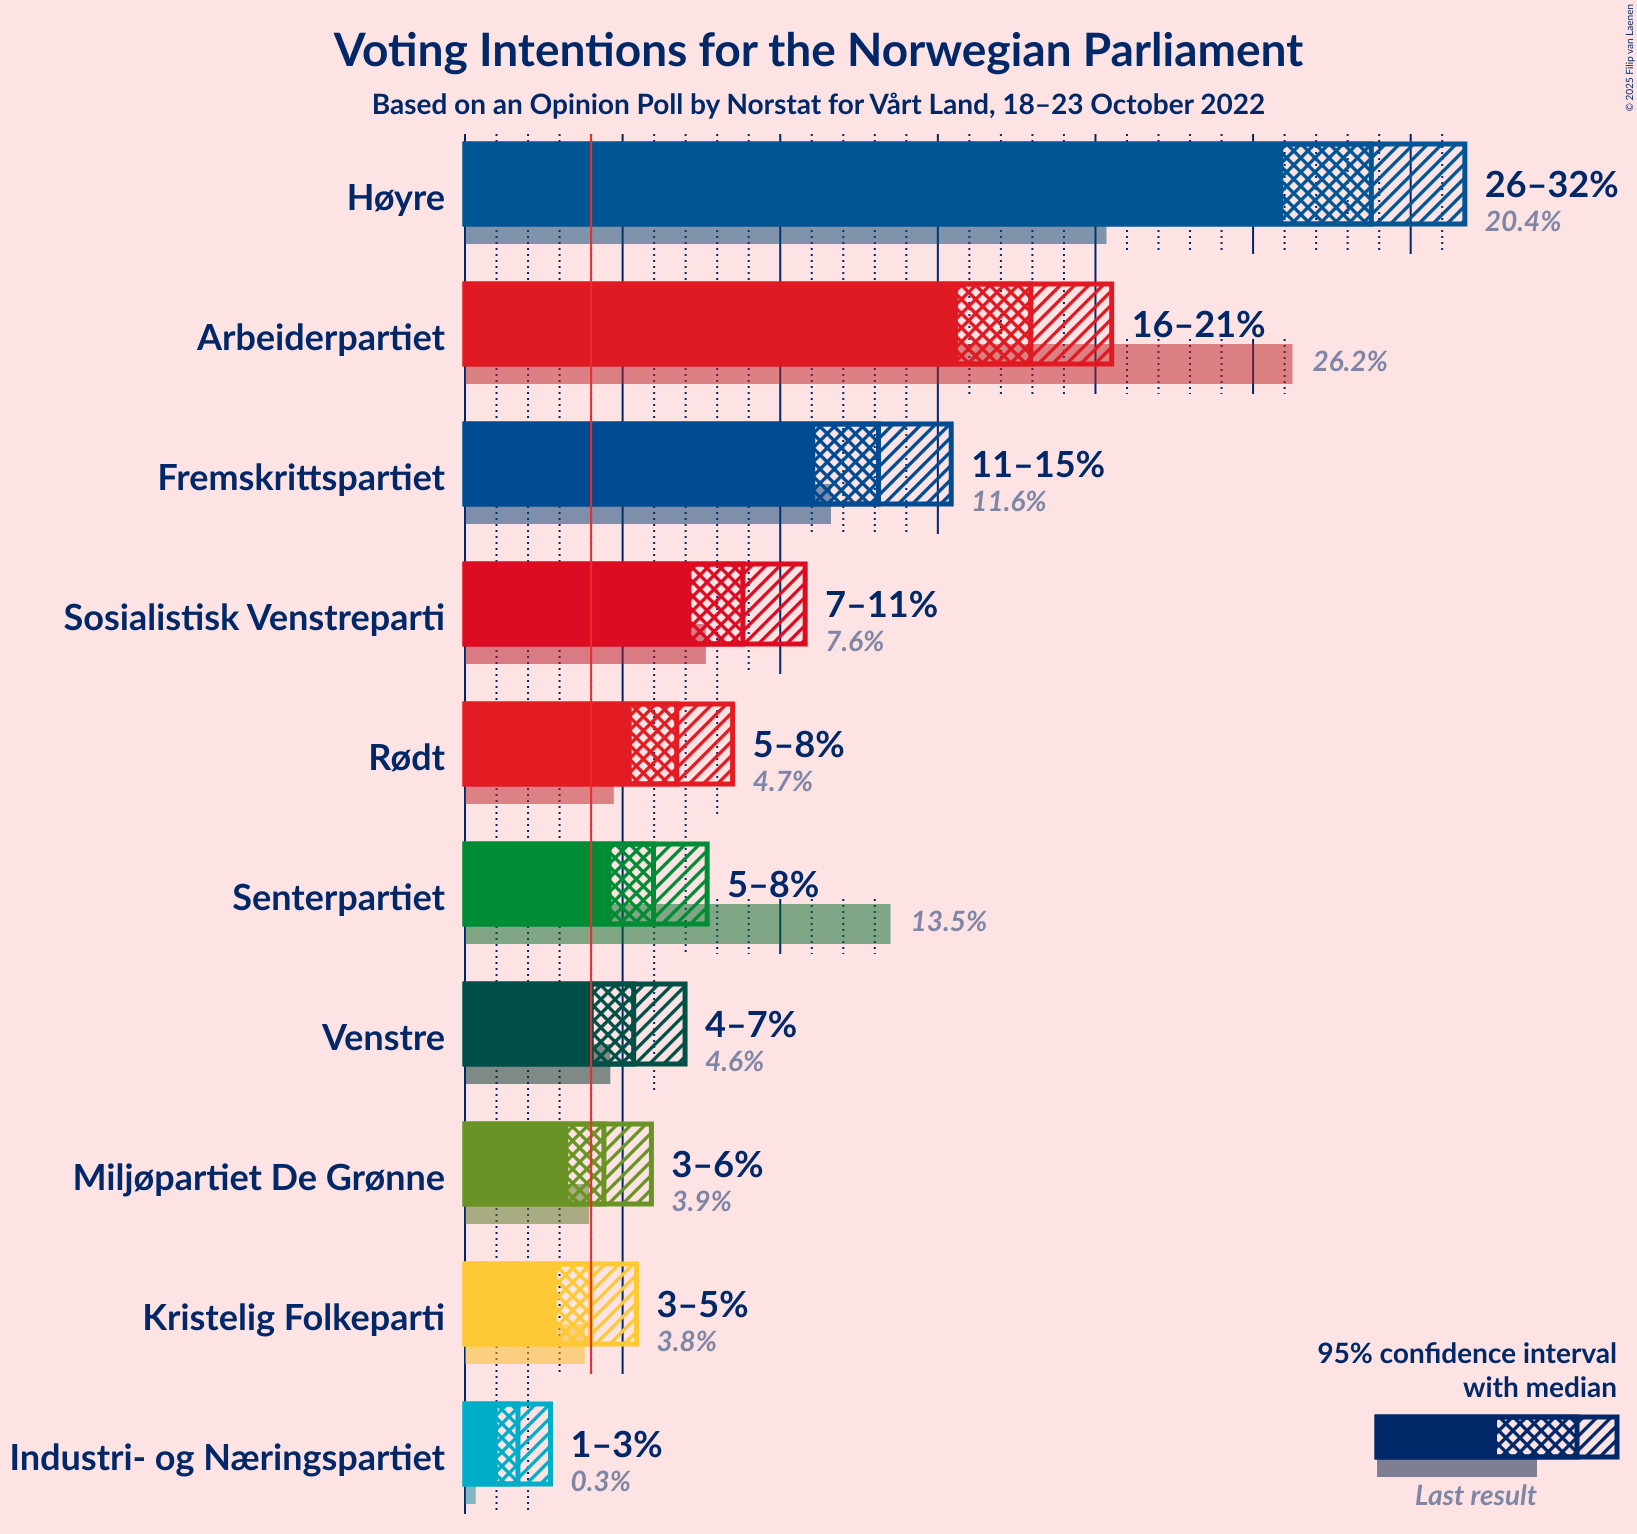 Voting Intentions for the Norwegian Parliament
Based on an Opinion Poll by Norstat for Vårt Land, 18–23 October 2022
© 2025 Filip van Laenen
Høyre
26–32%
20.4%
Arbeiderpartiet
16–21%
26.2%
Fremskrittspartiet
11–15%
11.6%
Sosialistisk Venstreparti
7–11%
7.6%
Rødt
5–8%
4.7%
Senterpartiet
5–8%
13.5%
Venstre
4–7%
4.6%
Miljøpartiet De Grønne
3–6%
3.9%
Kristelig Folkeparti
3–5%
3.8%
Industri- og Næringspartiet
1–3%
0.3%
95% confidence interval
with median
Last result